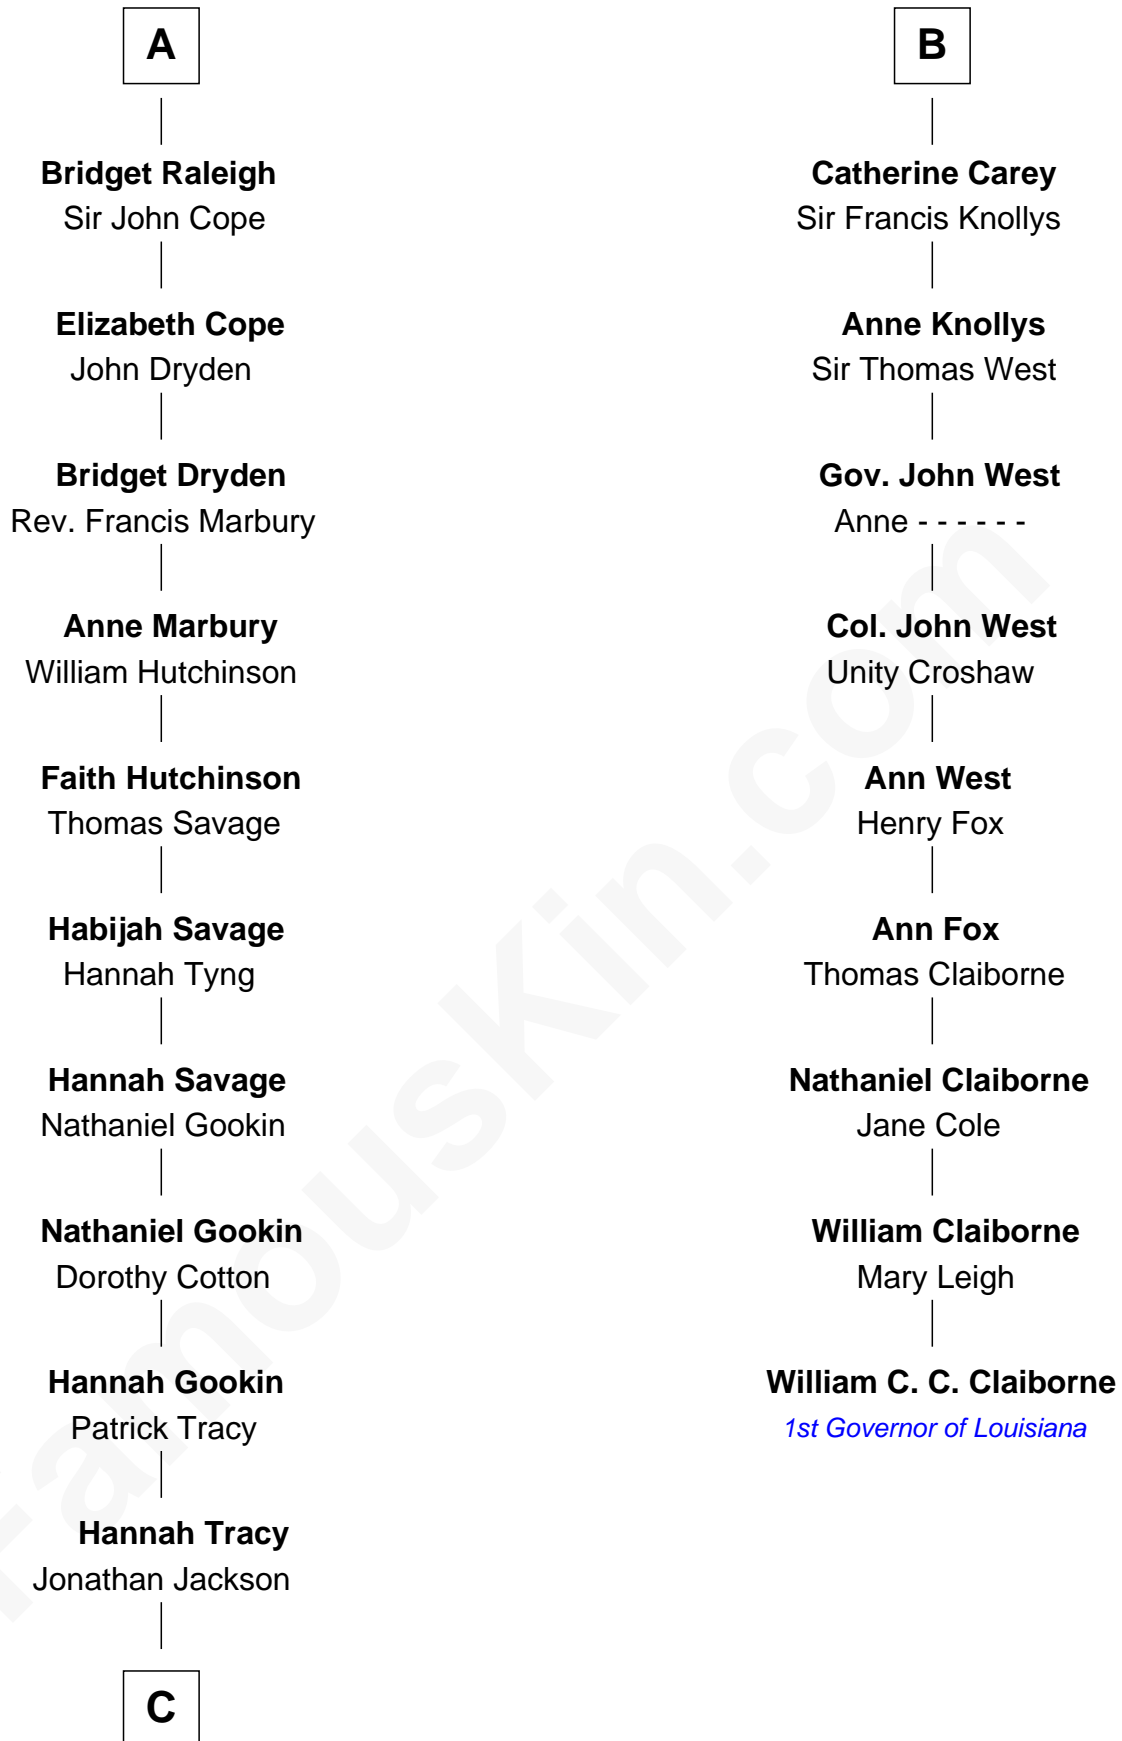 A
Bridget Raleigh
Sir John Cope
Elizabeth Cope
John Dryden
Bridget Dryden
Rev. Francis Marbury
Anne Marbury
William Hutchinson
Faith Hutchinson
Thomas Savage
Habijah Savage
Hannah Tyng
Hannah Savage
Nathaniel Gookin
Nathaniel Gookin
Dorothy Cotton
Hannah Gookin
Patrick Tracy
Hannah Tracy
Jonathan Jackson
C
B
Catherine Carey
Sir Francis Knollys
Anne Knollys
Sir Thomas West
Gov. John West
Anne - - - - - -
Col. John West
Unity Croshaw
Ann West
Henry Fox
Ann Fox
Thomas Claiborne
Nathaniel Claiborne
Jane Cole
William Claiborne
Mary Leigh
William C. C. Claiborne
1st Governor of Louisiana
FamousKin.com